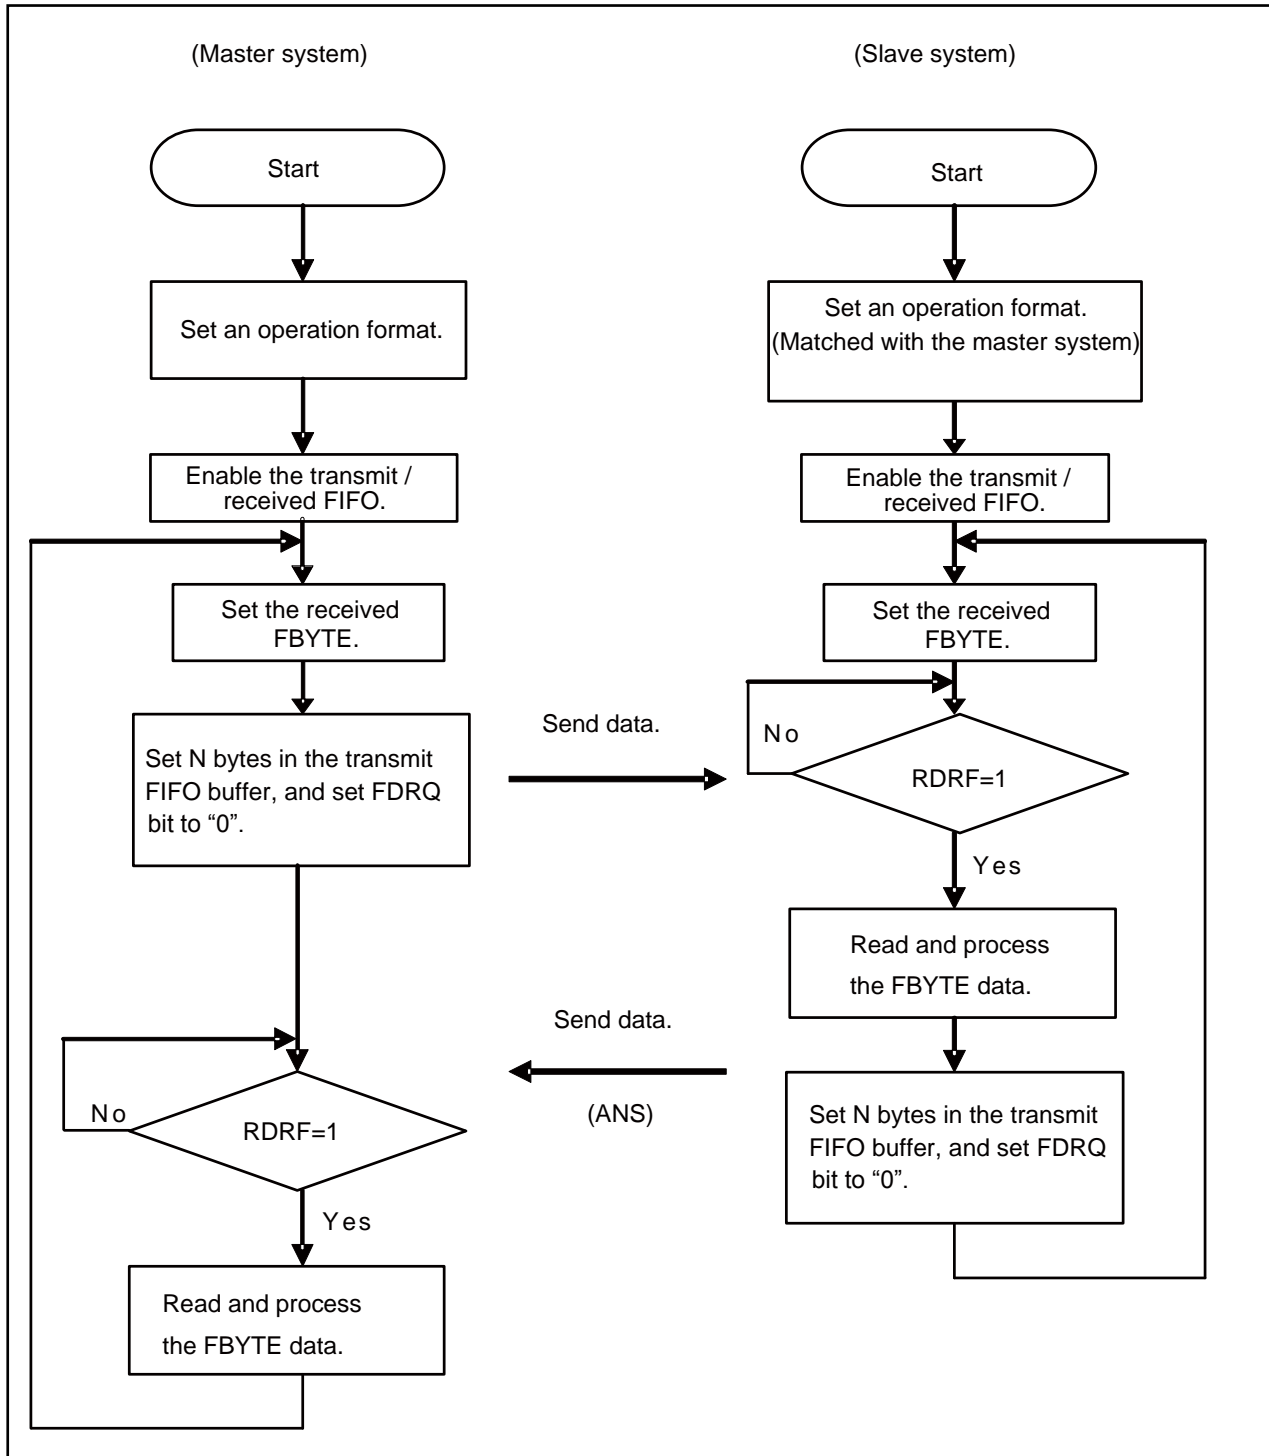 (Master system)
(Slave system)
Start
Start
Set an operation format.
Set an operation format.
(Matched with the master system)
Enable the transmit /
received FIFO.
Enable the transmit /
received FIFO.
Set the received
FBYTE.
Set the received
FBYTE.
Set N bytes in the transmit
FIFO buffer, and set FDRQ
bit to “0”.
Send data.
No
RDRF=1
Yes
Read and process
the FBYTE data.
Send data.
(ANS)
No
RDRF=1
Yes
Set N bytes in the transmit
FIFO buffer, and set FDRQ
bit to “0”.
Read and process
the FBYTE data.